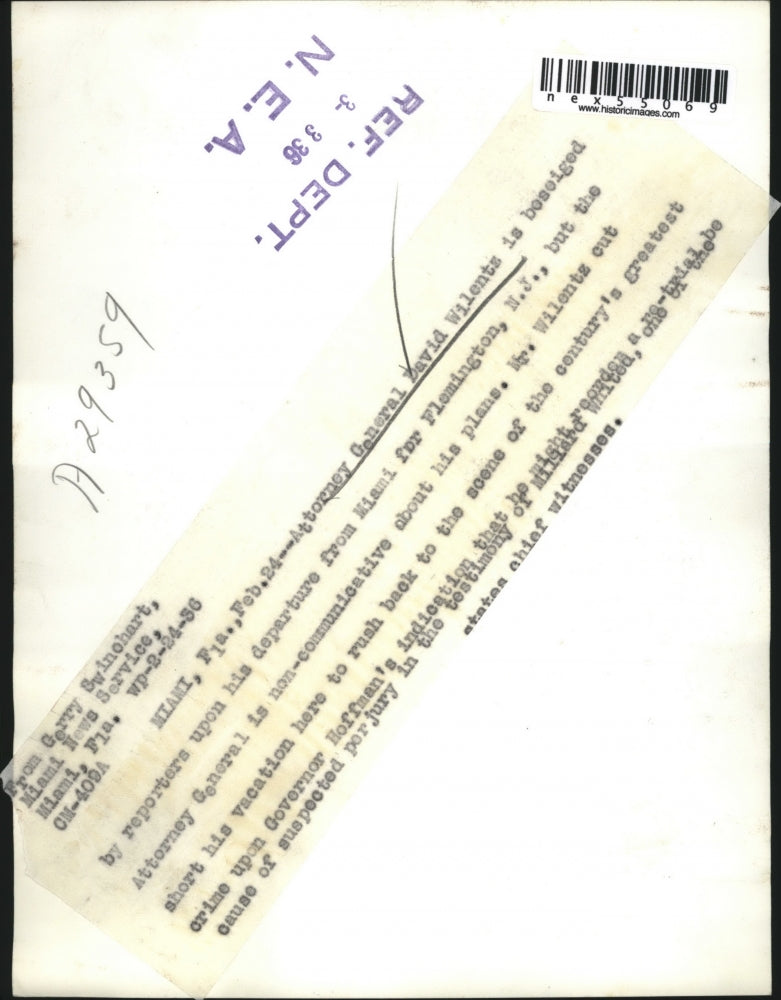 nex55069
www.historicimages.com
REF. DEPT.
3 3 36
N. E. A.
A 29359
From Gerry Swinehart,
Miami News Service,
Miami, Fla. WP-2-24-36
CM-409A
MIAMI, Fla.,Feb.24--Attorney General David Wilentz is beseiged
by reporters upon his departure from Miami for Flemington, N.J., but the
Attorney General is non-communicative about his plans. Mr. Wilentz cut
short his vacation here to rush back to the scene of the century's greatest
crime upon Governor Hoffman's indication that he might a re-trial be
cause of suspected perjury in the testimony of Millard Whited, one of the
states chief witnesses.